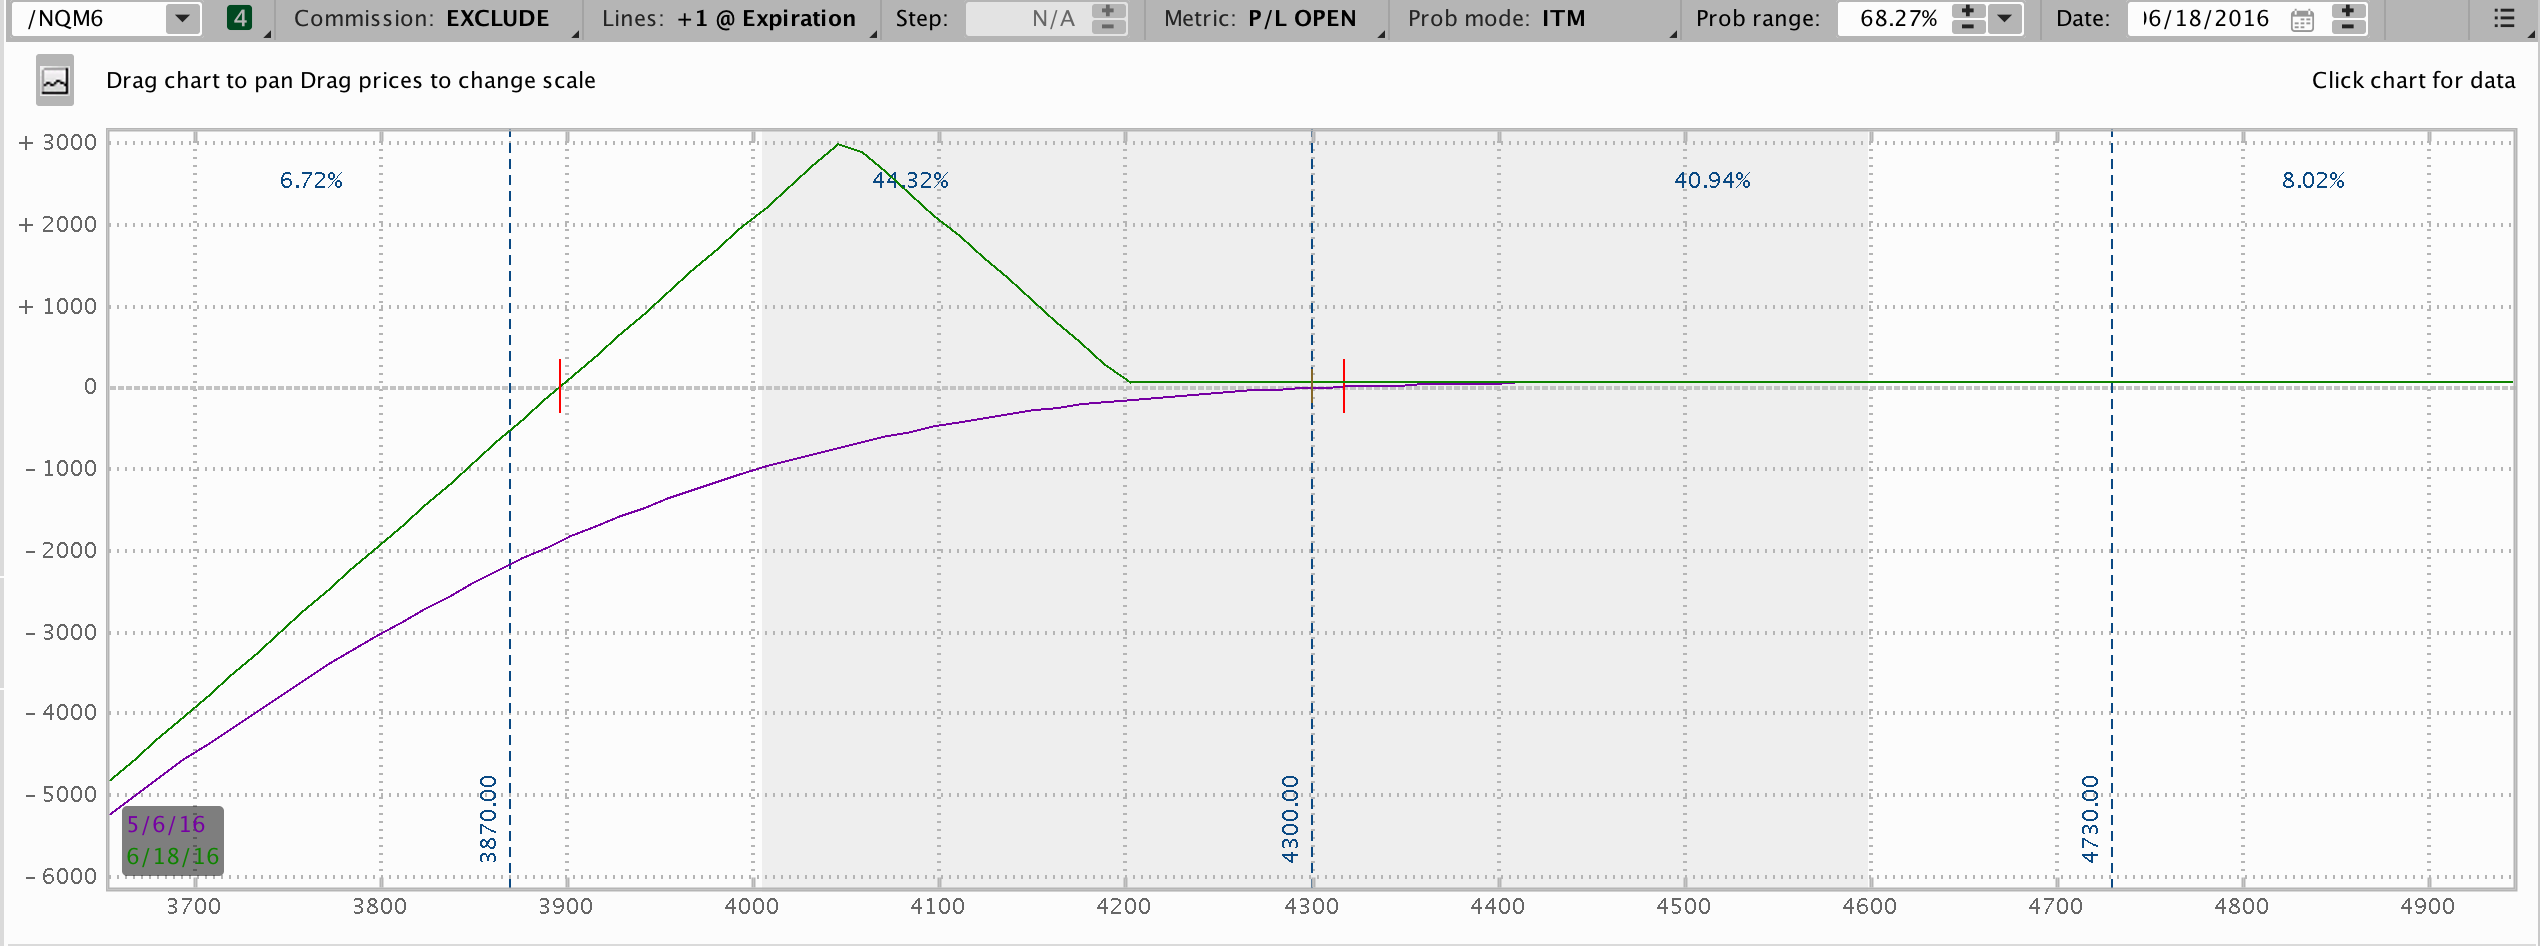 /NQM6 4 Commission: EXCLUDE Lines: +1 @ Expiration Step: N/A Metric: P/L OPEN Prob mode: ITM Prob range: 68.27% Date: 06/18/2016
Drag chart to pan Drag prices to change scale Click chart for data
+ 3000
6.72% 44.32% 40.94% 8.02%
+ 2000
+ 1000
0
- 1000
- 2000
- 3000
- 4000
- 5000
3870.00 4300.00 4730.00
5/6/16
6/18/16
- 6000
3700 3800 3900 4000 4100 4200 4300 4400 4500 4600 4700 4800 4900